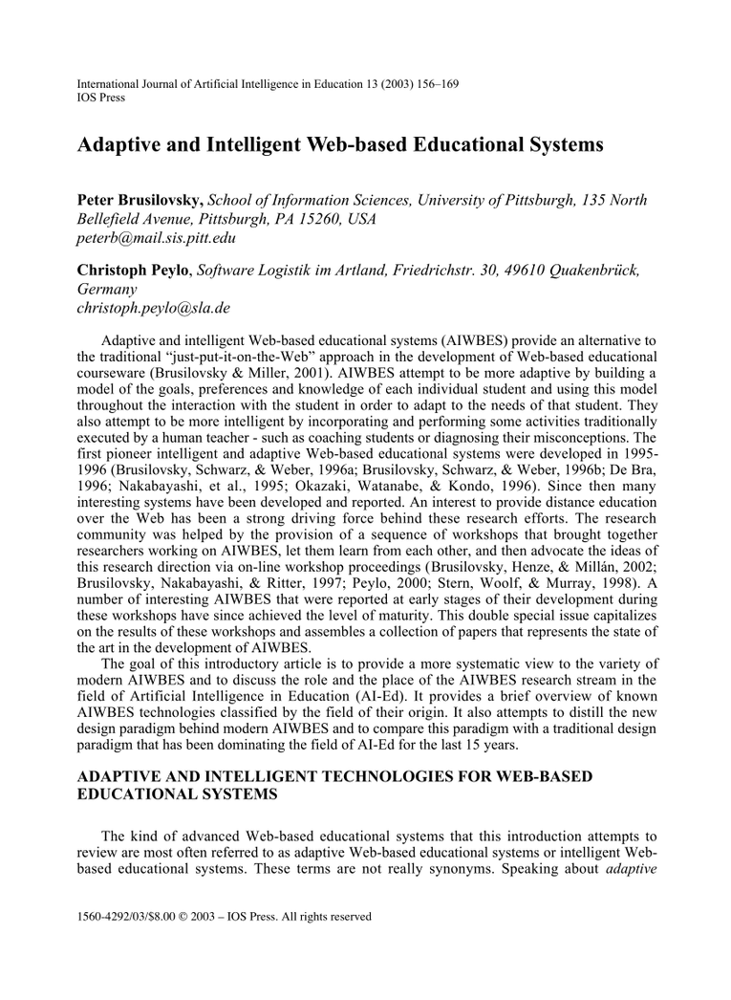 International Journal of Artificial Intelligence in Education 13 (2003) 156–169
IOS Press
Adaptive and Intelligent Web-based Educational Systems
Peter Brusilovsky, School of Information Sciences, University of Pittsburgh, 135 North
Bellefield Avenue, Pittsburgh, PA 15260, USA
peterb@mail.sis.pitt.edu
Christoph Peylo, Software Logistik im Artland, Friedrichstr. 30, 49610 Quakenbrück,
Germany
christoph.peylo@sla.de
Adaptive and intelligent Web-based educational systems (AIWBES) provide an alternative to
the traditional “just-put-it-on-the-Web” approach in the development of Web-based educational
courseware (Brusilovsky & Miller, 2001). AIWBES attempt to be more adaptive by building a
model of the goals, preferences and knowledge of each individual student and using this model
throughout the interaction with the student in order to adapt to the needs of that student. They
also attempt to be more intelligent by incorporating and performing some activities traditionally
executed by a human teacher - such as coaching students or diagnosing their misconceptions. The
first pioneer intelligent and adaptive Web-based educational systems were developed in 1995-
1996 (Brusilovsky, Schwarz, & Weber, 1996a; Brusilovsky, Schwarz, & Weber, 1996b; De Bra,
1996; Nakabayashi, et al., 1995; Okazaki, Watanabe, & Kondo, 1996). Since then many
interesting systems have been developed and reported. An interest to provide distance education
over the Web has been a strong driving force behind these research efforts. The research
community was helped by the provision of a sequence of workshops that brought together
researchers working on AIWBES, let them learn from each other, and then advocate the ideas of
this research direction via on-line workshop proceedings (Brusilovsky, Henze, & Millán, 2002;
Brusilovsky, Nakabayashi, & Ritter, 1997; Peylo, 2000; Stern, Woolf, & Murray, 1998). A
number of interesting AIWBES that were reported at early stages of their development during
these workshops have since achieved the level of maturity. This double special issue capitalizes
on the results of these workshops and assembles a collection of papers that represents the state of
the art in the development of AIWBES.
The goal of this introductory article is to provide a more systematic view to the variety of
modern AIWBES and to discuss the role and the place of the AIWBES research stream in the
field of Artificial Intelligence in Education (AI-Ed). It provides a brief overview of known
AIWBES technologies classified by the field of their origin. It also attempts to distill the new
design paradigm behind modern AIWBES and to compare this paradigm with a traditional design
paradigm that has been dominating the field of AI-Ed for the last 15 years.
ADAPTIVE AND INTELLIGENT TECHNOLOGIES FOR WEB-BASED
EDUCATIONAL SYSTEMS
The kind of advanced Web-based educational systems that this introduction attempts to
review are most often referred to as adaptive Web-based educational systems or intelligent Web-
based educational systems. These terms are not really synonyms. Speaking about adaptive
1560-4292/03/$8.00 © 2003 – IOS Press. All rights reserved